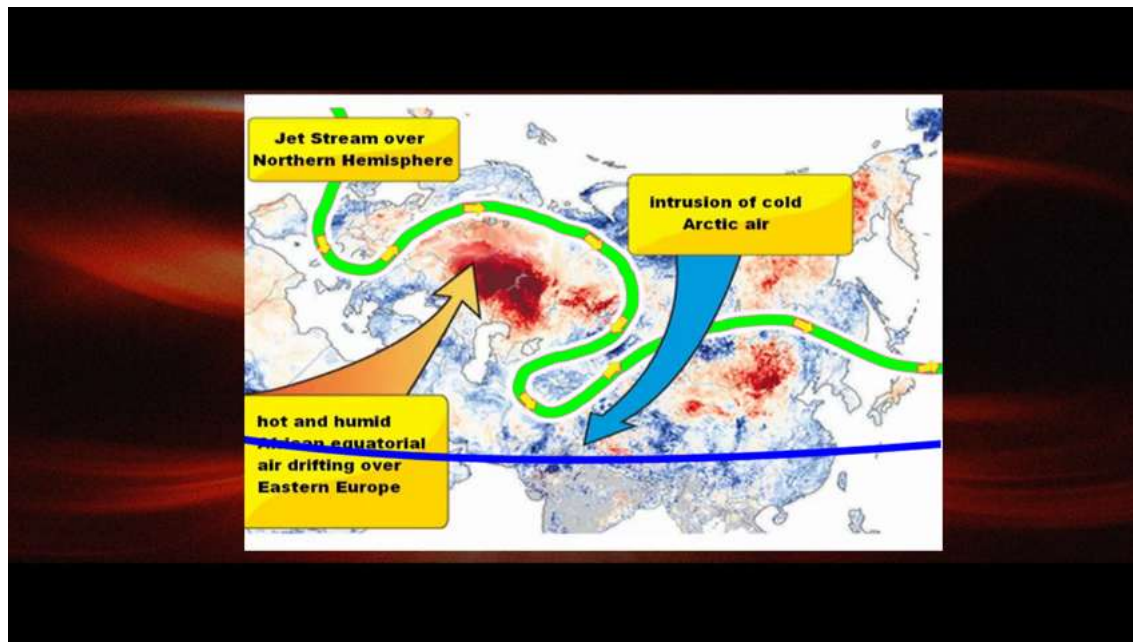 Jet Stream over
Northern Hemisphere
intrusion of cold
Arctic air
hot and humid
African equatorial
air drifting over
Eastern Europe